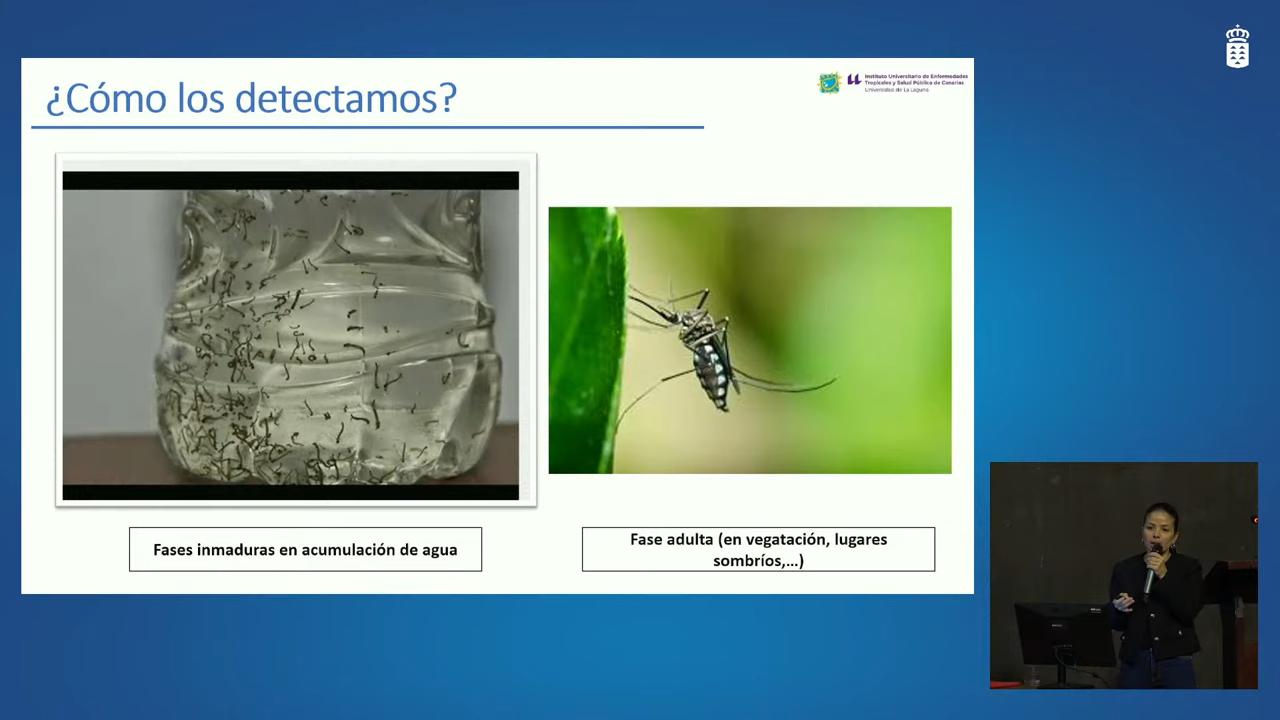 ¿Cómo los detectamos?
Instituto Universitario de Enfermedades
Tropicales y Salud Pública de Canarias
Universidad de La Laguna
Fases inmaduras en acumulación de agua
Fase adulta (en vegatación, lugares
sombríos,...)